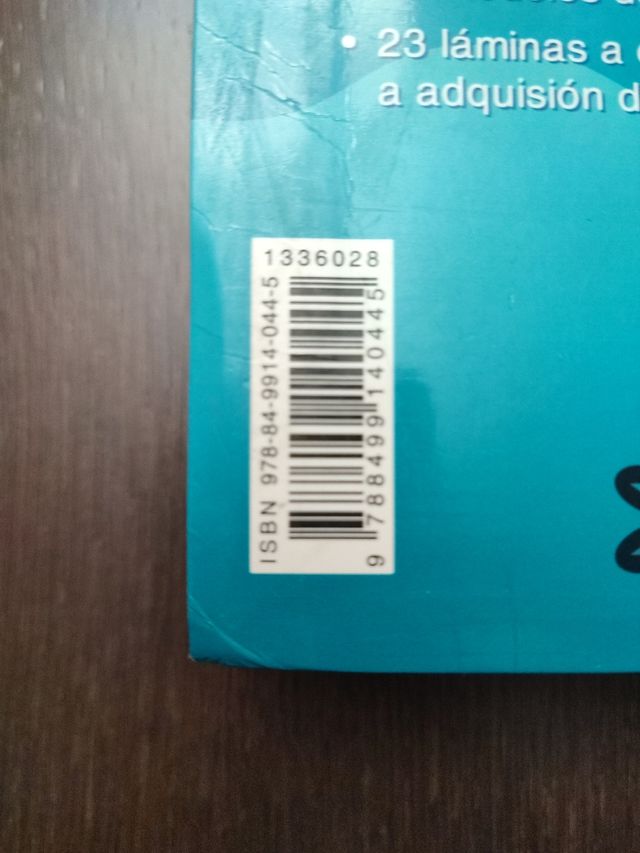 • 23 láminas a
a adquisión d
1336028
ISBN 978-84-9914-044-5
9 788499 140445